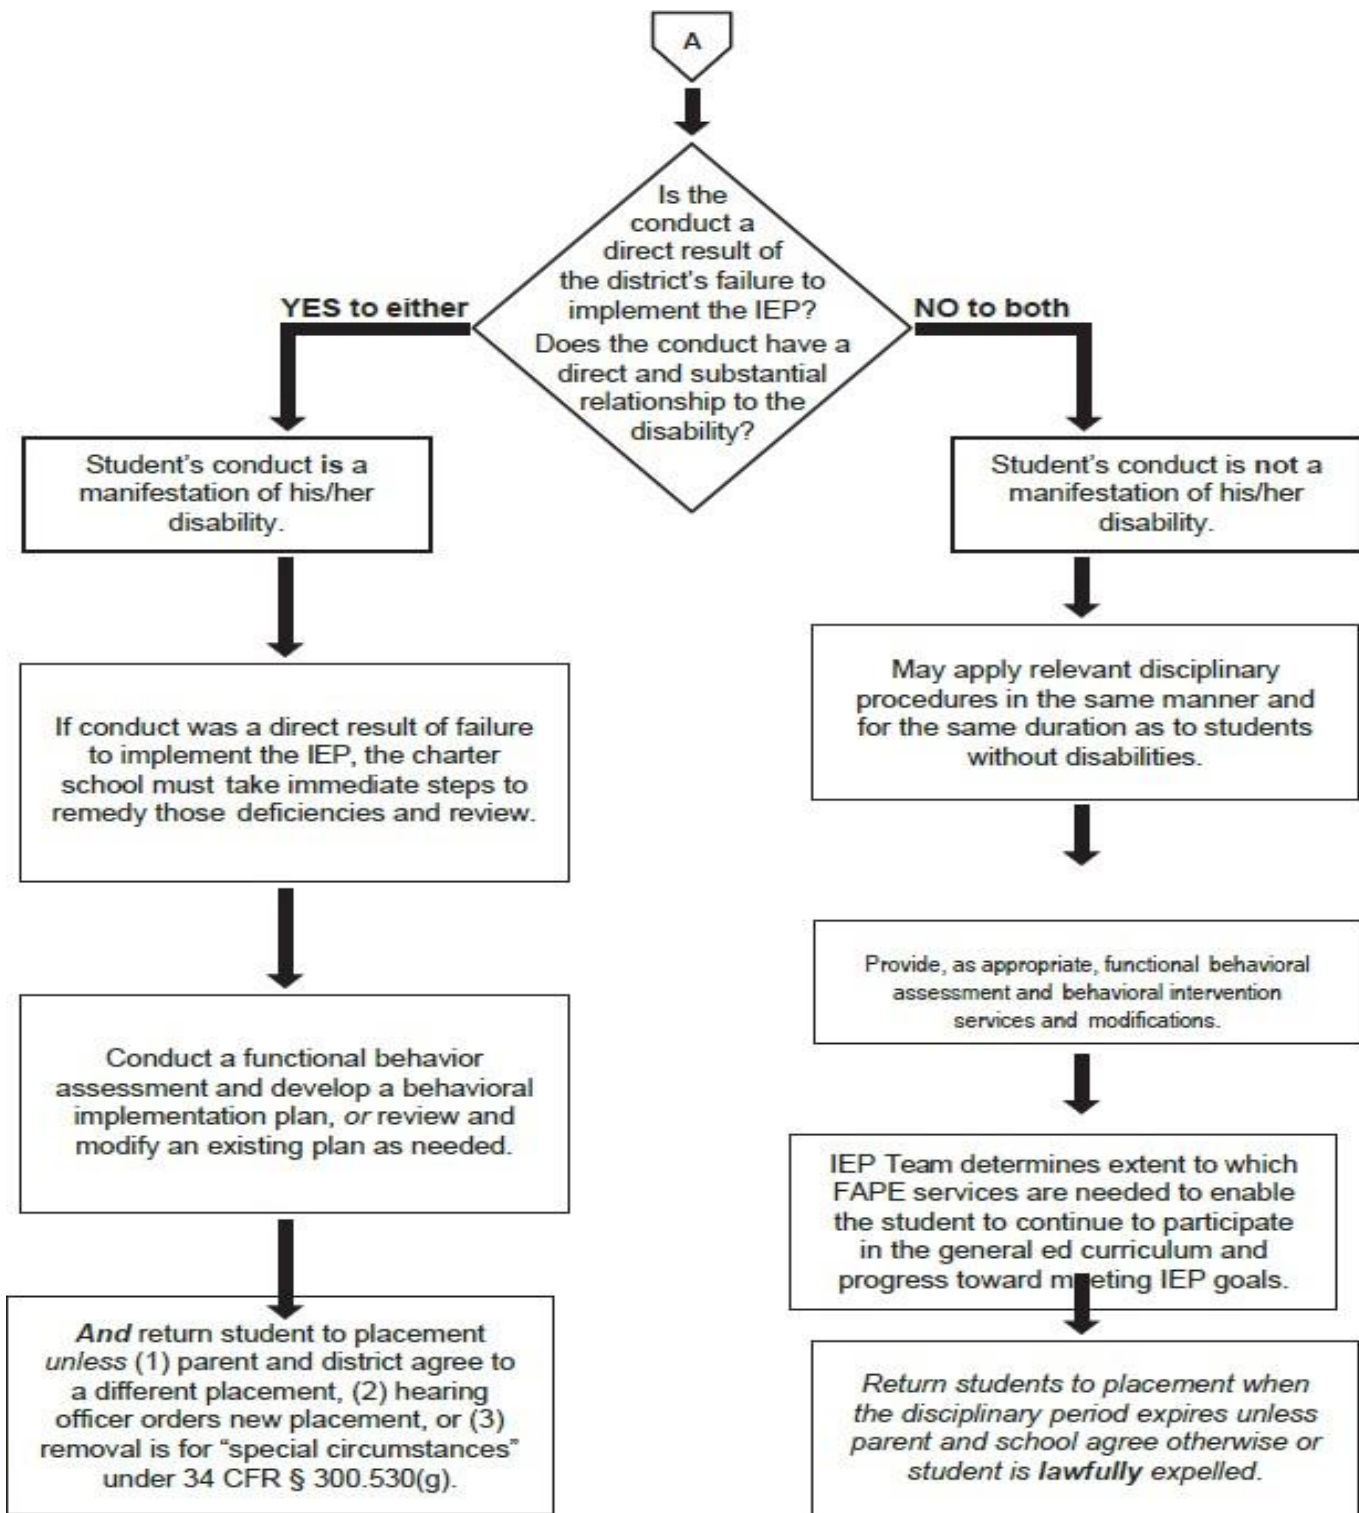 A
Is the
conduct a
direct result of
the district's failure to
implement the IEP?
Does the conduct have a
direct and substantial
relationship to the
disability?
YES to either
NO to both
Student's conduct is a
manifestation of his/her
disability.
If conduct was a direct result of failure
to implement the IEP, the charter
school must take immediate steps to
remedy those deficiencies and review.
Conduct a functional behavior
assessment and develop a behavioral
implementation plan, or review and
modify an existing plan as needed.
And return student to placement
unless (1) parent and district agree to
a different placement, (2) hearing
officer orders new placement, or (3)
removal is for “special circumstances”
under 34 CFR § 300.530(g).
Student's conduct is not a
manifestation of his/her
disability.
May apply relevant disciplinary
procedures in the same manner and
for the same duration as to students
without disabilities.
Provide, as appropriate, functional behavioral
assessment and behavioral intervention
services and modifications.
IEP Team determines extent to which
FAPE services are needed to enable
the student to continue to participate
in the general ed curriculum and
progress toward meeting IEP goals.
Return students to placement when
the disciplinary period expires unless
parent and school agree otherwise or
student is lawfully expelled.